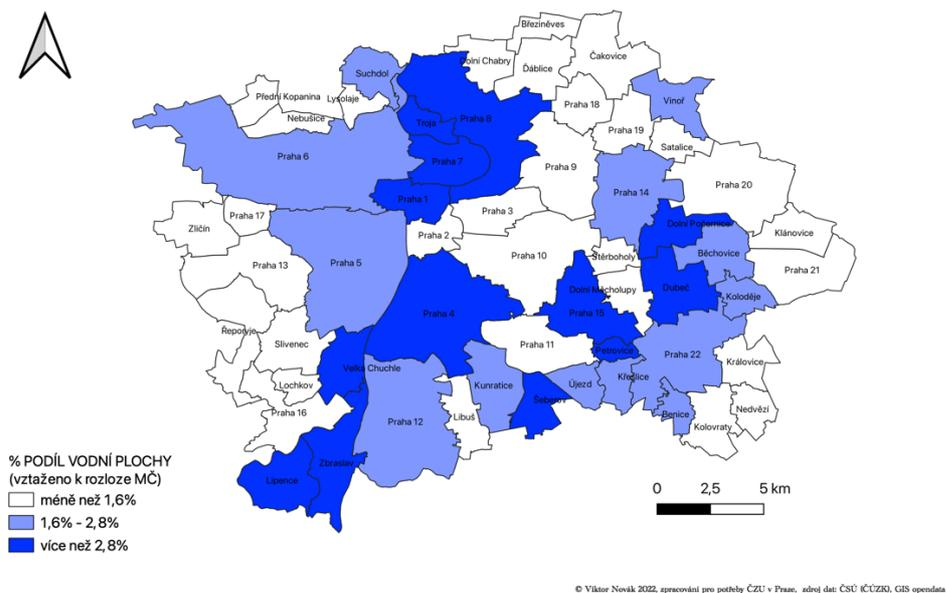 Březiněves
Dolní Chabry
Ďáblice
Čakovice
Suchdol
Přední Kopanina
Lysolaje
Nebušice
Troja
Praha 8
Praha 18
Vinoř
Praha 19
Satalice
Praha 6
Praha 7
Praha 9
Praha 14
Praha 20
Praha 1
Praha 3
Praha 17
Zličín
Praha 2
Dolní Počernice
Klánovice
Praha 13
Praha 5
Praha 10
Štěrboholy
Běchovice
Praha 21
Dolní Měcholupy
Dubeč
Koloděje
Praha 4
Praha 15
Řeporyje
Slivenec
Praha 11
Petrovice
Praha 22
Královice
Velká Chuchle
Lochkov
Kunratice
Újezd
Křeslice
Šeberov
Praha 16
Praha 12
Libuš
Benice
Nedvězí
Kolovraty
Zbraslav
Lipence
% PODÍL VODNÍ PLOCHY
(vztaženo k rozloze MČ)
méně než 1,6%
1,6% - 2,8%
více než 2,8%
0 2,5 5 km
© Viktor Novák 2022, zpracování pro potřeby ČZU v Praze, zdroj dat: ČSÚ (ČÚZK), GIS opendata